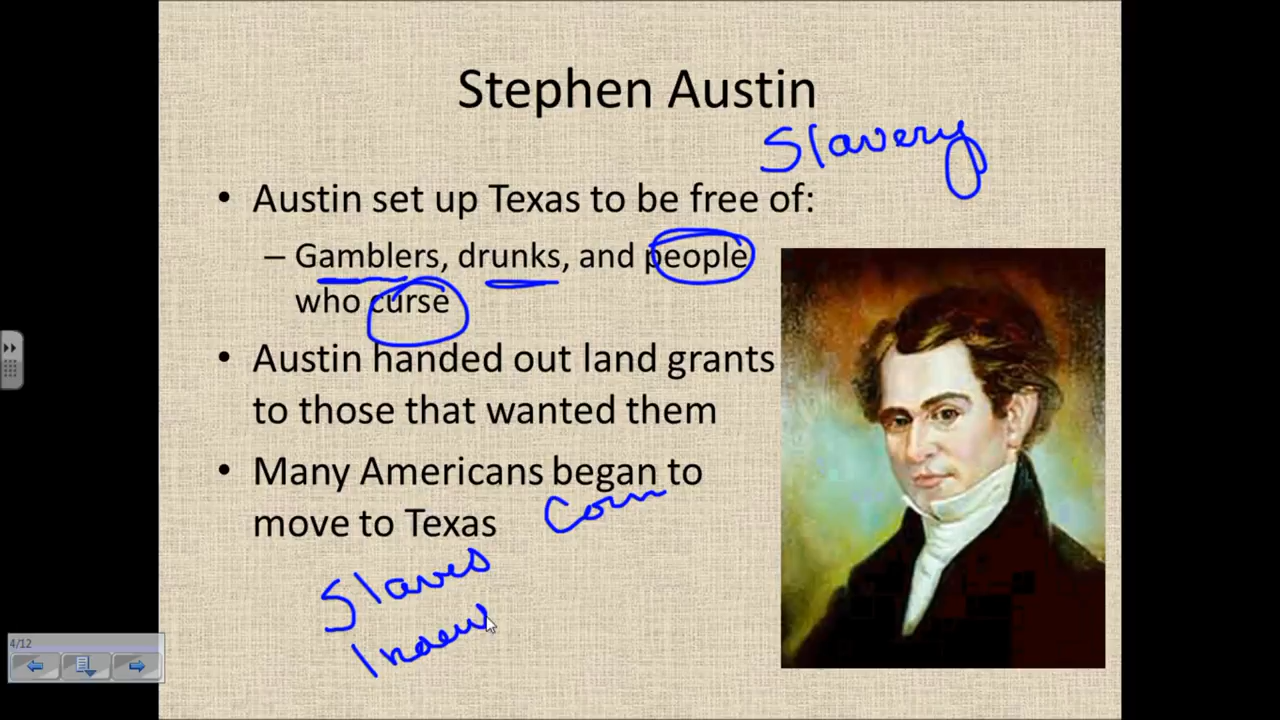 Stephen Austin
Slavery
• Austin set up Texas to be free of:
– Gamblers, drunks, and people
who curse
• Austin handed out land grants
to those that wanted them
• Many Americans began to
move to Texas
Slaves
4/12